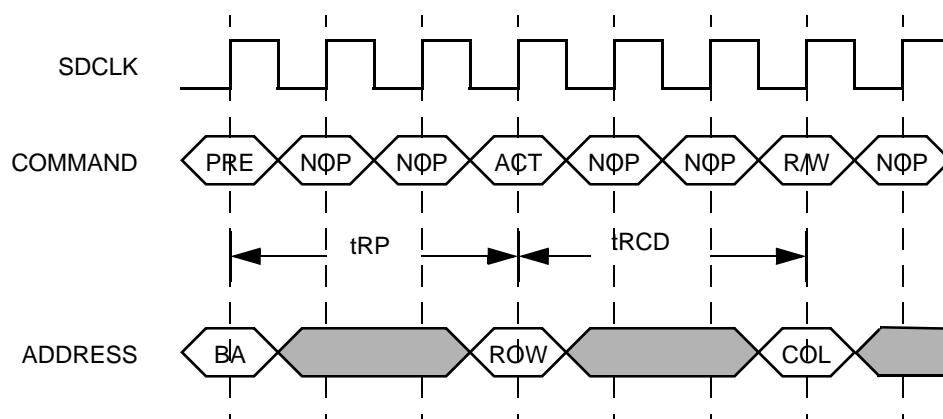 SDCLK
COMMAND PRE NOP NOP ACT NOP NOP R/W NOP
tRP tRCD
ADDRESS BA ROW COL